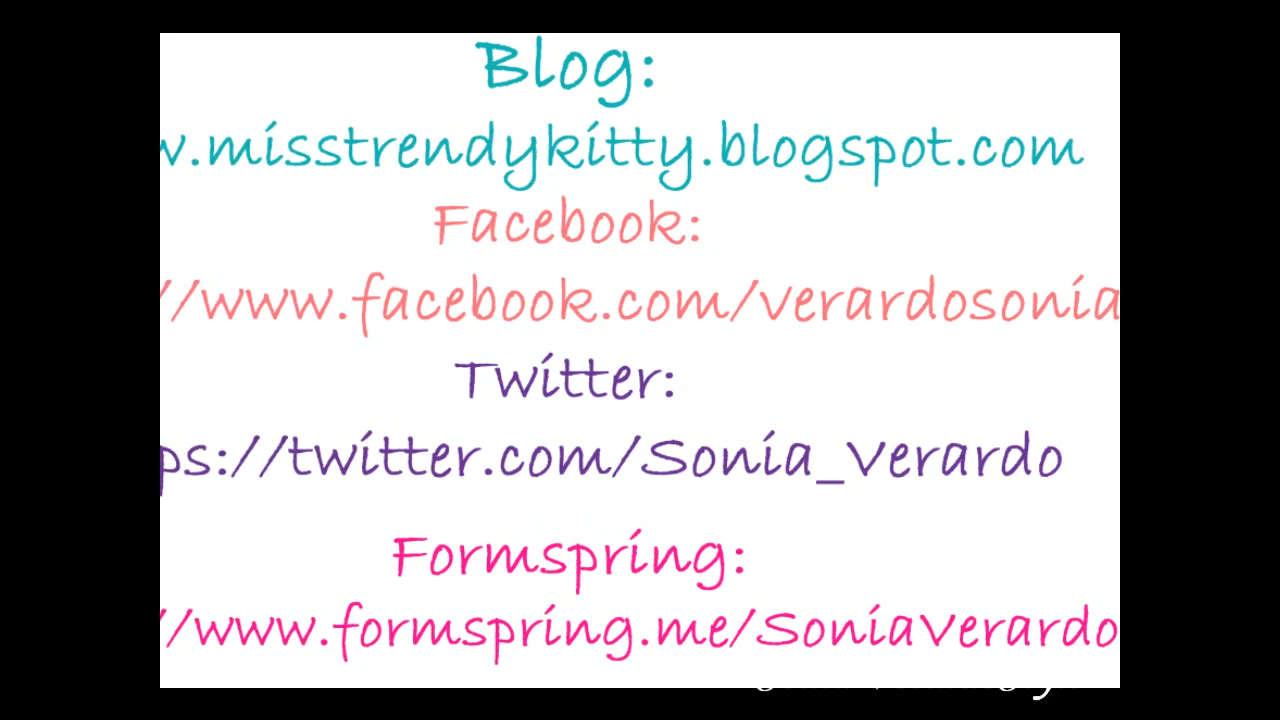 Blog:
w.misstrendykitty.blogspot.com
Facebook:
//www.facebook.com/verardosonia
Twitter:
ps://twitter.com/Sonia_Verardo
Formspring:
//www.formspring.me/SoniaVerardo